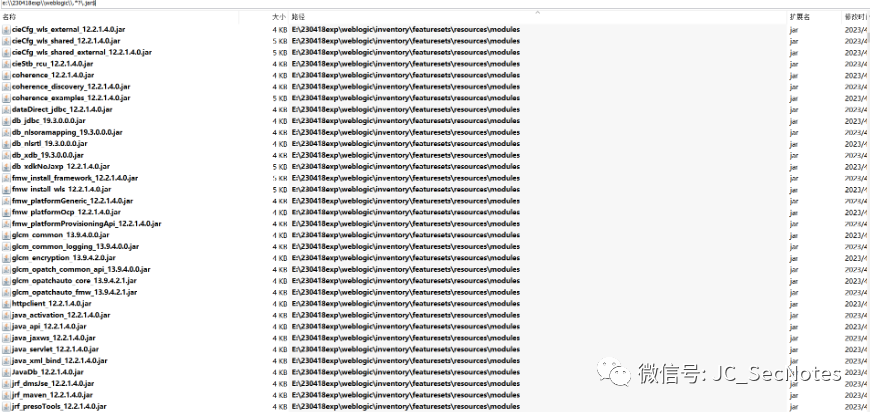 e:\\230418exp\\weblogic\\.*?\.jar$
名称 大小 路径 扩展名 修改时间
cieCfg_wls_external_12.2.1.4.0.jar 4 KB E:\230418exp\weblogic\inventory\featuresets\resources\modules jar 2023/4
cieCfg_wls_shared_12.2.1.4.0.jar 5 KB E:\230418exp\weblogic\inventory\featuresets\resources\modules jar 2023/4
cieCfg_wls_shared_external_12.2.1.4.0.jar 5 KB E:\230418exp\weblogic\inventory\featuresets\resources\modules jar 2023/4
cieStb_rcu_12.2.1.4.0.jar 4 KB E:\230418exp\weblogic\inventory\featuresets\resources\modules jar 2023/4
coherence_12.2.1.4.0.jar 4 KB E:\230418exp\weblogic\inventory\featuresets\resources\modules jar 2023/4
coherence_discovery_12.2.1.4.0.jar 4 KB E:\230418exp\weblogic\inventory\featuresets\resources\modules jar 2023/4
coherence_examples_12.2.1.4.0.jar 5 KB E:\230418exp\weblogic\inventory\featuresets\resources\modules jar 2023/4
dataDirect_jdbc_12.2.1.4.0.jar 4 KB E:\230418exp\weblogic\inventory\featuresets\resources\modules jar 2023/4
db_jdbc_19.3.0.0.0.jar 4 KB E:\230418exp\weblogic\inventory\featuresets\resources\modules jar 2023/4
db_nlsoramapping_19.3.0.0.0.jar 4 KB E:\230418exp\weblogic\inventory\featuresets\resources\modules jar 2023/4
db_nlsrtl_19.3.0.0.0.jar 4 KB E:\230418exp\weblogic\inventory\featuresets\resources\modules jar 2023/4
db_xdb_19.3.0.0.0.jar 4 KB E:\230418exp\weblogic\inventory\featuresets\resources\modules jar 2023/4
db_xdkNoJaxp_12.2.1.4.0.jar 4 KB E:\230418exp\weblogic\inventory\featuresets\resources\modules jar 2023/4
fmw_install_framework_12.2.1.4.0.jar 5 KB E:\230418exp\weblogic\inventory\featuresets\resources\modules jar 2023/4
fmw_install_wls_12.2.1.4.0.jar 5 KB E:\230418exp\weblogic\inventory\featuresets\resources\modules jar 2023/4
fmw_platformGeneric_12.2.1.4.0.jar 4 KB E:\230418exp\weblogic\inventory\featuresets\resources\modules jar 2023/4
fmw_platformOcp_12.2.1.4.0.jar 4 KB E:\230418exp\weblogic\inventory\featuresets\resources\modules jar 2023/4
fmw_platformProvisioningApi_12.2.1.4.0.jar 4 KB E:\230418exp\weblogic\inventory\featuresets\resources\modules jar 2023/4
glcm_common_13.9.4.0.0.jar 4 KB E:\230418exp\weblogic\inventory\featuresets\resources\modules jar 2023/4
glcm_common_logging_13.9.4.0.0.jar 4 KB E:\230418exp\weblogic\inventory\featuresets\resources\modules jar 2023/4
glcm_encryption_13.9.4.2.0.jar 4 KB E:\230418exp\weblogic\inventory\featuresets\resources\modules jar 2023/4
glcm_opatch_common_api_13.9.4.0.0.jar 4 KB E:\230418exp\weblogic\inventory\featuresets\resources\modules jar 2023/4
glcm_opatchauto_core_13.9.4.2.1.jar 4 KB E:\230418exp\weblogic\inventory\featuresets\resources\modules jar 2023/4
glcm_opatchauto_fmw_13.9.4.2.1.jar 4 KB E:\230418exp\weblogic\inventory\featuresets\resources\modules jar 2023/4
httpclient_12.2.1.4.0.jar 4 KB E:\230418exp\weblogic\inventory\featuresets\resources\modules jar 2023/4
java_activation_12.2.1.4.0.jar 4 KB E:\230418exp\weblogic\inventory\featuresets\resources\modules jar 2023/4
java_api_12.2.1.4.0.jar 4 KB E:\230418exp\weblogic\inventory\featuresets\resources\modules jar 2023/4
java_jaxws_12.2.1.4.0.jar 4 KB E:\230418exp\weblogic\inventory\featuresets\resources\modules jar 2023/4
java_servlet_12.2.1.4.0.jar 4 KB E:\230418exp\weblogic\inventory\featuresets\resources\modules jar 2023/4
java_xml_bind_12.2.1.4.0.jar 4 KB E:\230418exp\weblogic\inventory\featuresets\resources\modules jar 2023/4
JavaDb_12.2.1.4.0.jar 4 KB E:\230418exp\weblogic\inventory\featuresets\resources\modules jar 2023/4
jrf_dmsJse_12.2.1.4.0.jar 4 KB E:\230418exp\weblogic\inventory\featuresets\resources\modules jar 2023/4
jrf_maven_12.2.1.4.0.jar 4 KB E:\230418exp\weblogic\inventory\featuresets\resources\modules jar 2023/4
jrf_presoTools_12.2.1.4.0.jar 4 KB E:\230418exp\weblogic\inventory\featuresets\resources\modules jar 2023/4
微信号: JC_SecNotes